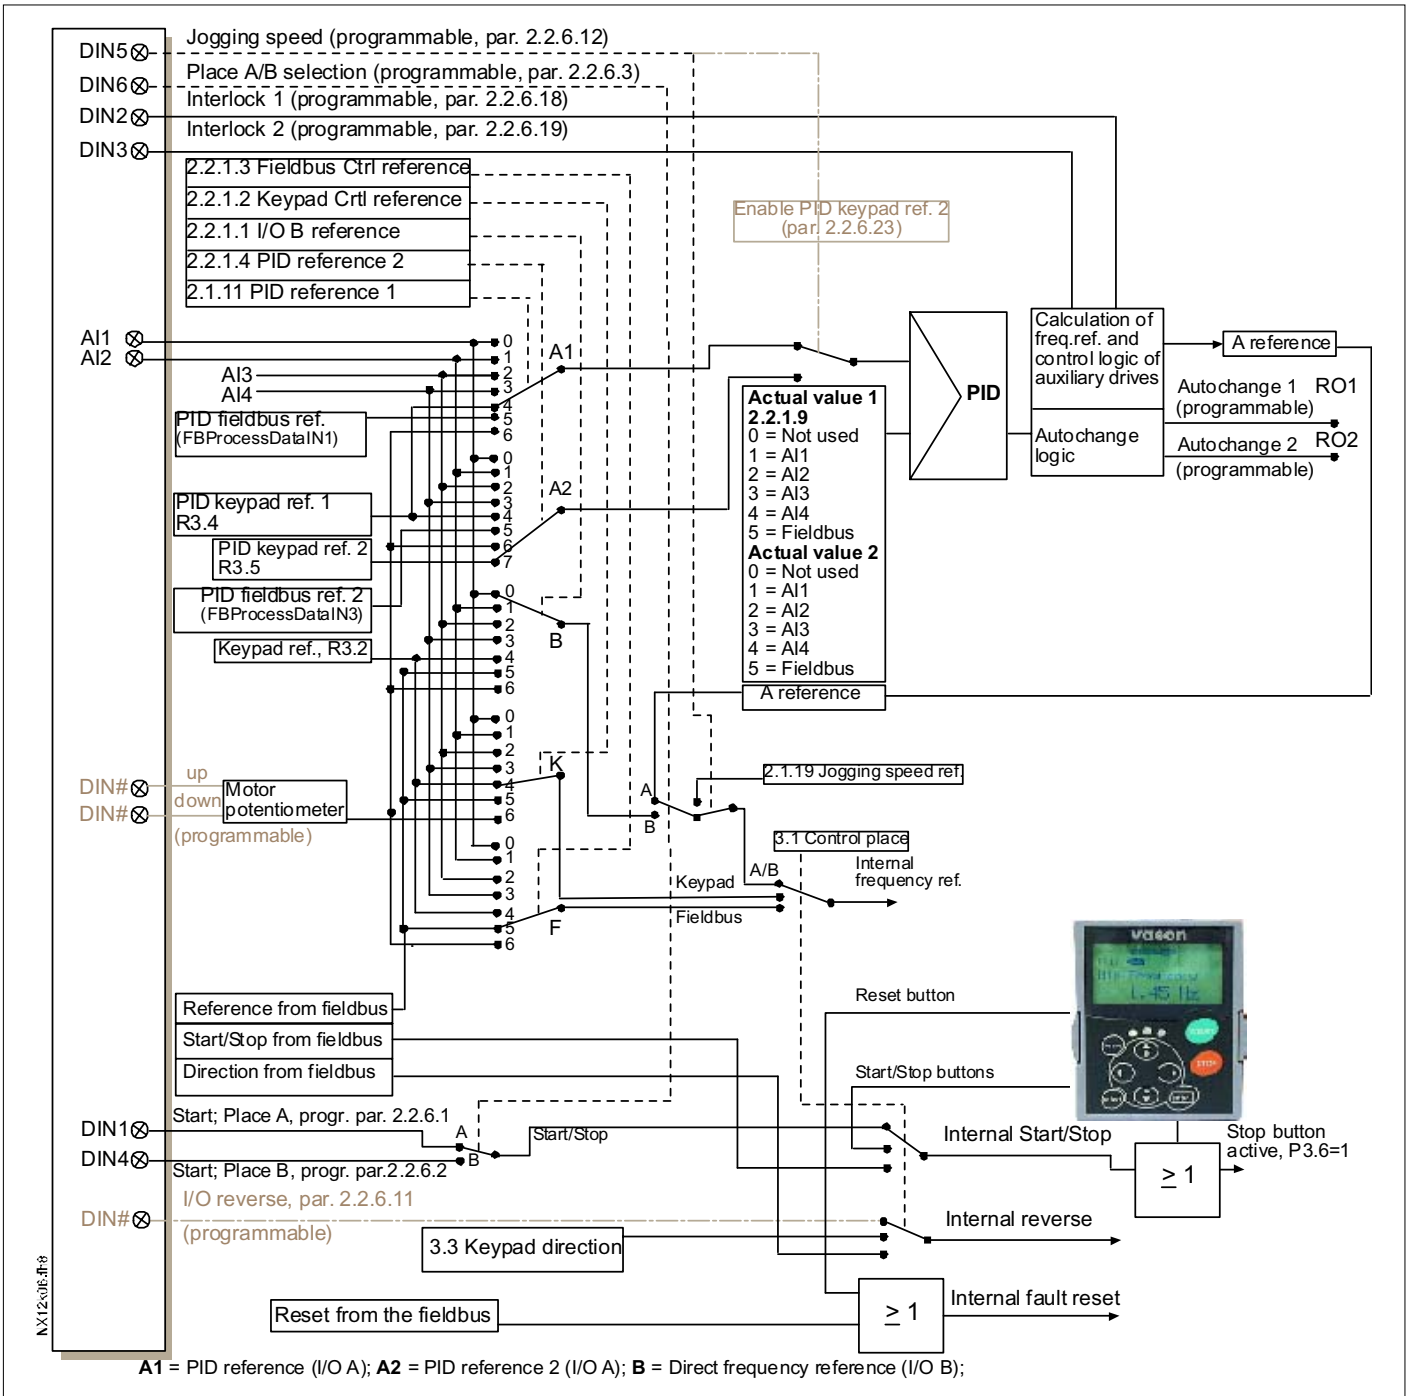 DIN5
Jogging speed (programmable, par. 2.2.6.12)
DIN6
Place A/B selection (programmable, par. 2.2.6.3)
DIN2
Interlock 1 (programmable, par. 2.2.6.18)
DIN3
Interlock 2 (programmable, par. 2.2.6.19)
2.2.1.3 Fieldbus Ctrl reference
2.2.1.2 Keypad Crtl reference
2.2.1.1 I/O B reference
2.2.1.4 PID reference 2
2.1.11 PID reference 1
Enable PID keypad ref. 2
(par. 2.2.6.23)
AI1
AI2
AI3
AI4
PID fieldbus ref.
(FBProcessDataIN1)
0
1
2
3
4
5
6
A1
PID keypad ref. 1
R3.4
PID keypad ref. 2
R3.5
0
1
2
3
4
5
6
7
A2
PID fieldbus ref. 2
(FBProcessDataIN3)
Keypad ref., R3.2
0
1
2
3
4
5
6
B
Actual value 1
2.2.1.9
0 = Not used
1 = AI1
2 = AI2
3 = AI3
4 = AI4
5 = Fieldbus
Actual value 2
0 = Not used
1 = AI1
2 = AI2
3 = AI3
4 = AI4
5 = Fieldbus
PID
Calculation of
freq.ref. and
control logic of
auxiliary drives
Autochange
logic
A reference
Autochange 1
(programmable)
RO1
Autochange 2
(programmable)
RO2
A reference
DIN#
up
DIN#
down
(programmable)
Motor
potentiometer
0
1
2
3
4
5
6
K
0
1
2
3
4
5
6
F
2.1.19 Jogging speed ref.
A
B
3.1 Control place
A/B
Keypad
Fieldbus
Internal
frequency ref.
Reference from fieldbus
Start/Stop from fieldbus
Direction from fieldbus
Reset button
Start/Stop buttons
vacon
DIN1
Start; Place A, progr. par. 2.2.6.1
DIN4
Start; Place B, progr. par.2.2.6.2
A
B
Start/Stop
Internal Start/Stop
≥ 1
Stop button
active, P3.6=1
DIN#
I/O reverse, par. 2.2.6.11
(programmable)
3.3 Keypad direction
Internal reverse
Reset from the fieldbus
≥ 1
Internal fault reset
A1 = PID reference (I/O A); A2 = PID reference 2 (I/O A); B = Direct frequency reference (I/O B);